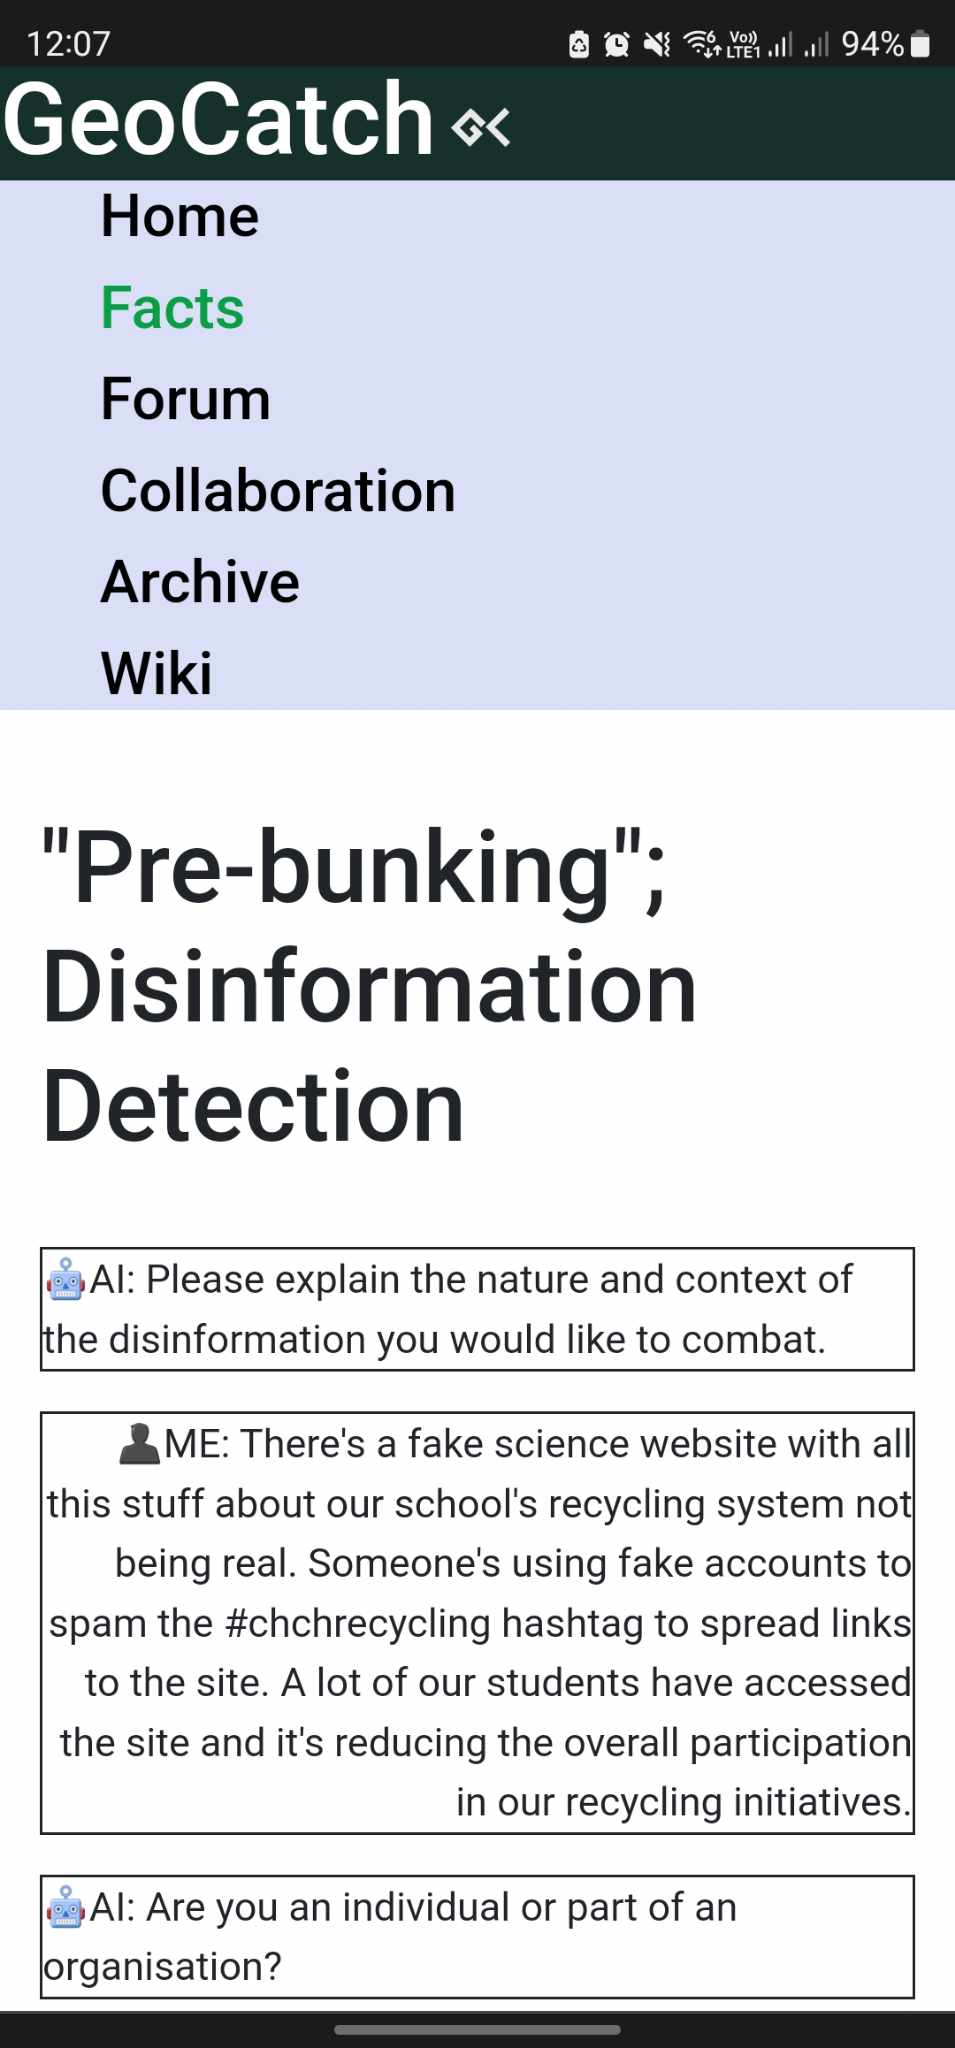 12:07
6 Vo)) LTE1 94%
GeoCatch
Home
Facts
Forum
Collaboration
Archive
Wiki
"Pre-bunking";
Disinformation
Detection
🤖AI: Please explain the nature and context of
the disinformation you would like to combat.
👤ME: There's a fake science website with all
this stuff about our school's recycling system not
being real. Someone's using fake accounts to
spam the #chchrecycling hashtag to spread links
to the site. A lot of our students have accessed
the site and it's reducing the overall participation
in our recycling initiatives.
🤖AI: Are you an individual or part of an
organisation?